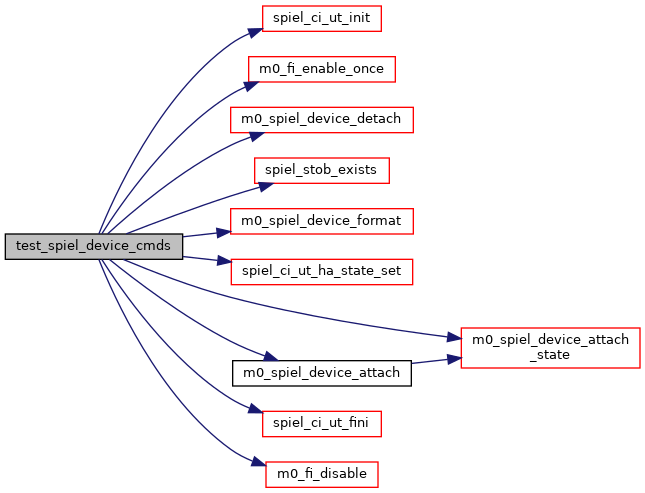 spiel_ci_ut_init
m0_fi_enable_once
m0_spiel_device_detach
spiel_stob_exists
m0_spiel_device_format
test_spiel_device_cmds
spiel_ci_ut_ha_state_set
m0_spiel_device_attach
_state
m0_spiel_device_attach
spiel_ci_ut_fini
m0_fi_disable